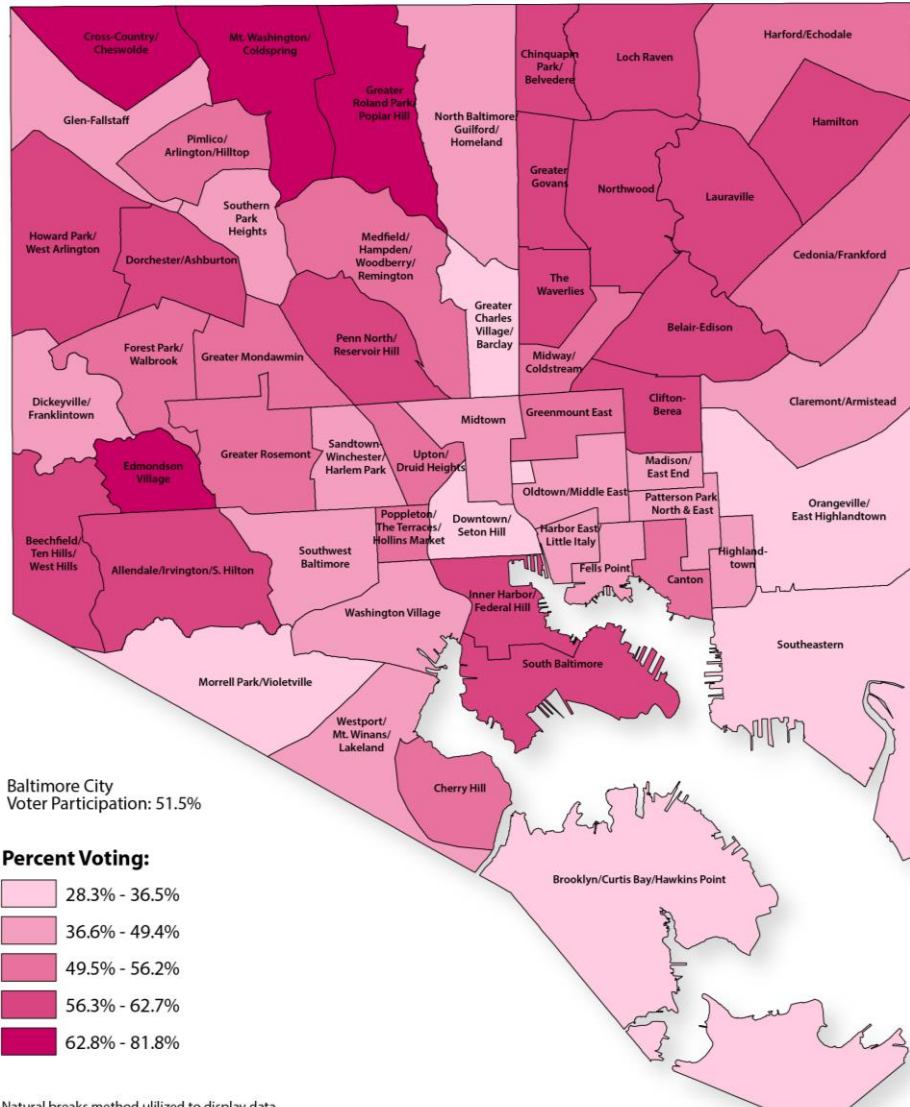 Cross-Country/
Cheswolde
Mt. Washington/
Coldspring
Greater
Roland Park/
Poplar Hill
North Baltimore/
Guilford/
Homeland
Chinquapin
Park/
Belvedere
Loch Raven
Harford/Echodale
Glen-Fallstaff
Pimlico/
Arlington/Hilltop
Hamilton
Greater
Govans
Northwood
Lauraville
Southern
Park
Heights
Howard Park/
West Arlington
Dorchester/Ashburton
Medfield/
Hampden/
Woodberry/
Remington
Cedonia/Frankford
The
Waverlies
Greater
Charles
Village/
Barclay
Belair-Edison
Forest Park/
Walbrook
Greater Mondawmin
Penn North/
Reservoir Hill
Midway/
Coldstream
Dickeyville/
Franklintown
Clifton-
Berea
Claremont/Armistead
Midtown
Greenmount East
Edmondson
Village
Greater Rosemont
Sandtown-
Winchester/
Harlem Park
Upton/
Druid Heights
Madison/
East End
Oldtown/Middle East
Patterson Park
North & East
Orangeville/
East Highlandtown
Beechfield/
Ten Hills/
West Hills
Allendale/Irvington/S. Hilton
Southwest
Baltimore
Poppleton/
The Terraces/
Hollins Market
Downtown/
Seton Hill
Harbor East/
Little Italy
Fells Point
Canton
Highland-
town
Washington Village
Inner Harbor/
Federal Hill
Southeastern
South Baltimore
Morrell Park/Violetville
Westport/
Mt. Winans/
Lakeland
Cherry Hill
Brooklyn/Curtis Bay/Hawkins Point
Baltimore City
Voter Participation: 51.5%
Percent Voting:
28.3% - 36.5%
36.6% - 49.4%
49.5% - 56.2%
56.3% - 62.7%
62.8% - 81.8%
Natural breaks method ulilized to display data